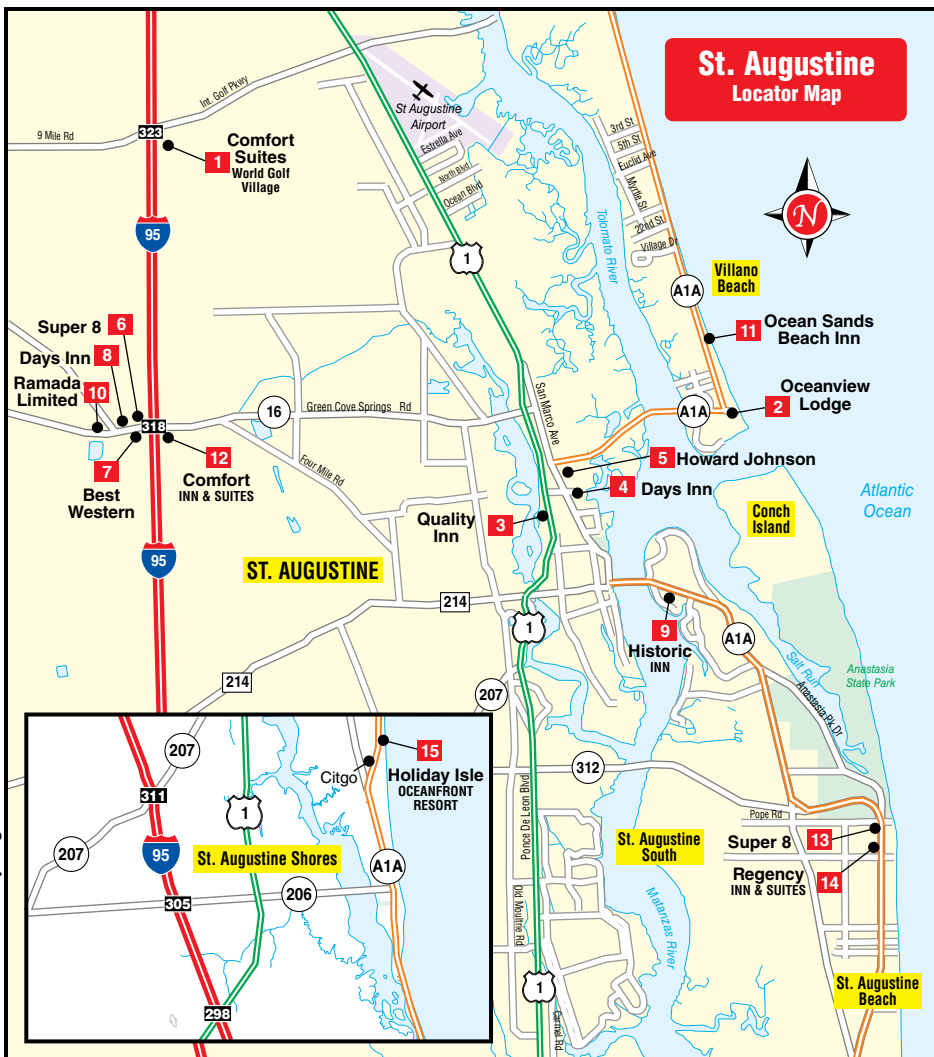 St. Augustine
Locator Map
Int. Golf Pkwy
9 Mile Rd
323
1
Comfort
Suites
World Golf
Village
St Augustine
Airport
Estrella Ave
North Blvd
Ocean Blvd
3rd St
5th St
Euclid Ave
Myrtle St
22nd St
Village Dr
N
95
1
Tolomato River
A1A
Villano
Beach
11
Ocean Sands
Beach Inn
Super 8
6
Days Inn
8
Ramada
Limited
10
318
7
Best
Western
12
Comfort
INN & SUITES
16
Green Cove Springs Rd
Four Mile Rd
San Marco Ave
A1A
2
Oceanview
Lodge
5
Howard Johnson
4
Days Inn
Quality
Inn
3
Atlantic
Ocean
Conch
Island
95
ST. AUGUSTINE
214
1
9
Historic
INN
A1A
Salt Run
Anastasia
State Park
Anastasia Pk Dr
214
207
312
Ponce De Leon Blvd
Old Moultrie Rd
St. Augustine
South
Matanzas River
Pope Rd
Super 8
13
Regency
INN & SUITES
14
St. Augustine
Beach
1
Carmel Rd
207
311
207
95
305
1
St. Augustine Shores
206
298
Citgo
15
Holiday Isle
OCEANFRONT
RESORT
A1A